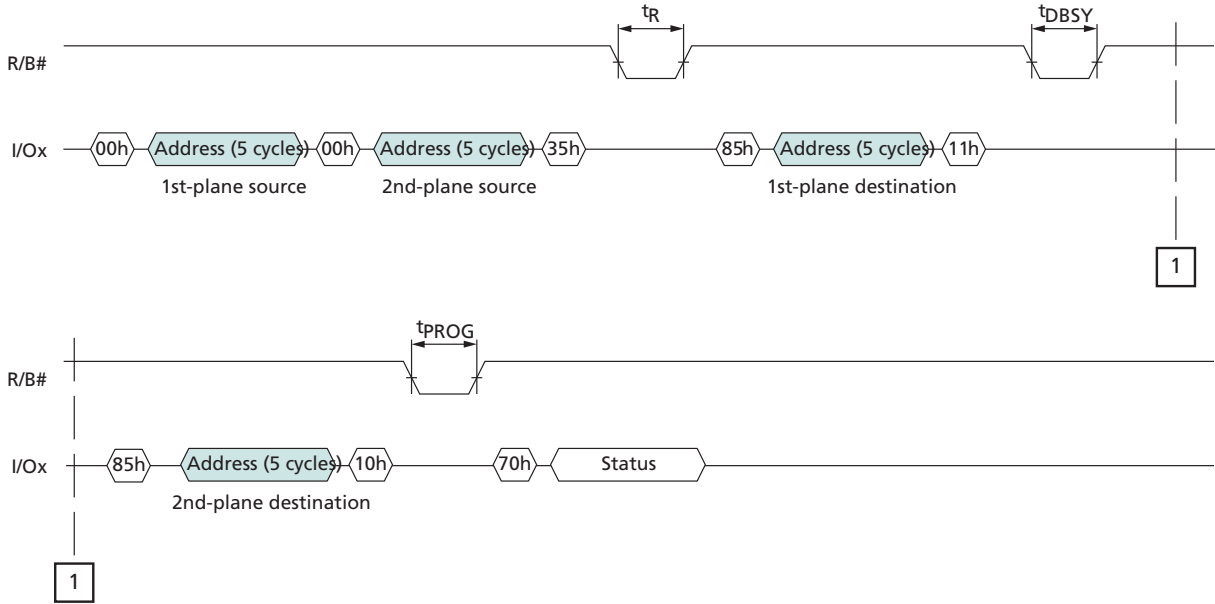 tR tDBSY
R/B#
I/Ox 00h Address (5 cycles) 00h Address (5 cycles) 35h 85h Address (5 cycles) 11h
1st-plane source 2nd-plane source 1st-plane destination
1
tPROG
R/B#
I/Ox 85h Address (5 cycles) 10h 70h Status
2nd-plane destination
1